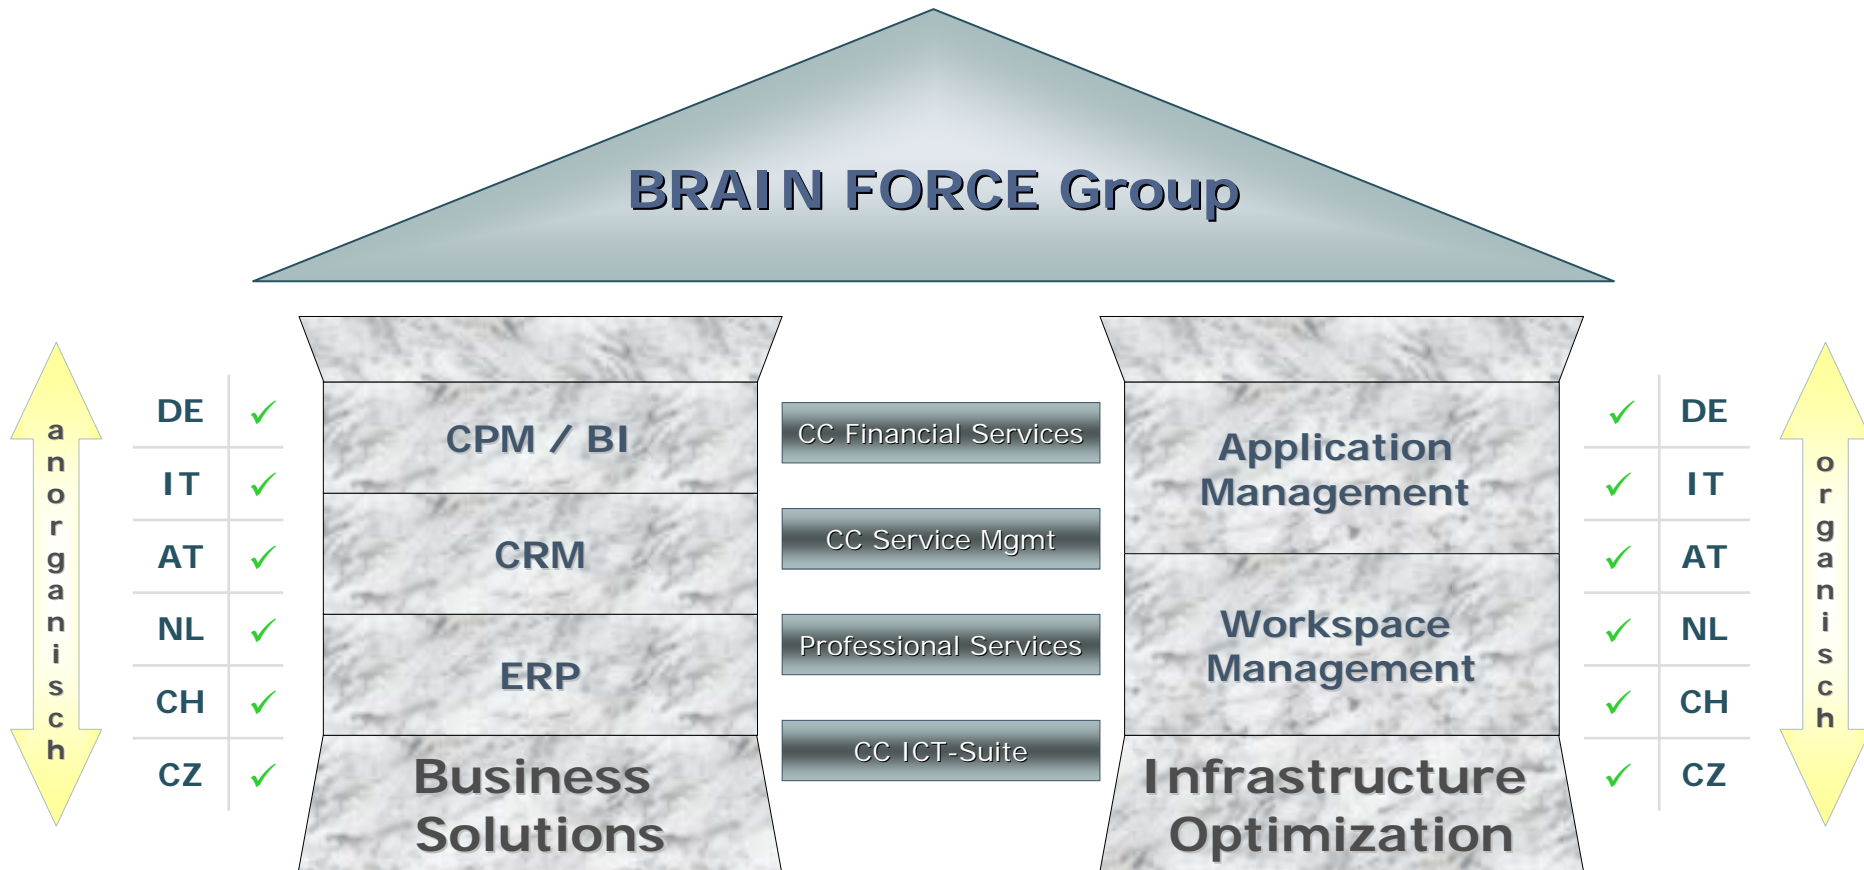 BRAIN FORCE Group
anorganisch
DE
IT
AT
NL
CH
CZ
CPM / BI
CRM
ERP
Business
Solutions
CC Financial Services
CC Service Mgmt
Professional Services
CC ICT-Suite
Application
Management
Workspace
Management
Infrastructure
Optimization
DE
IT
AT
NL
CH
CZ
organisch